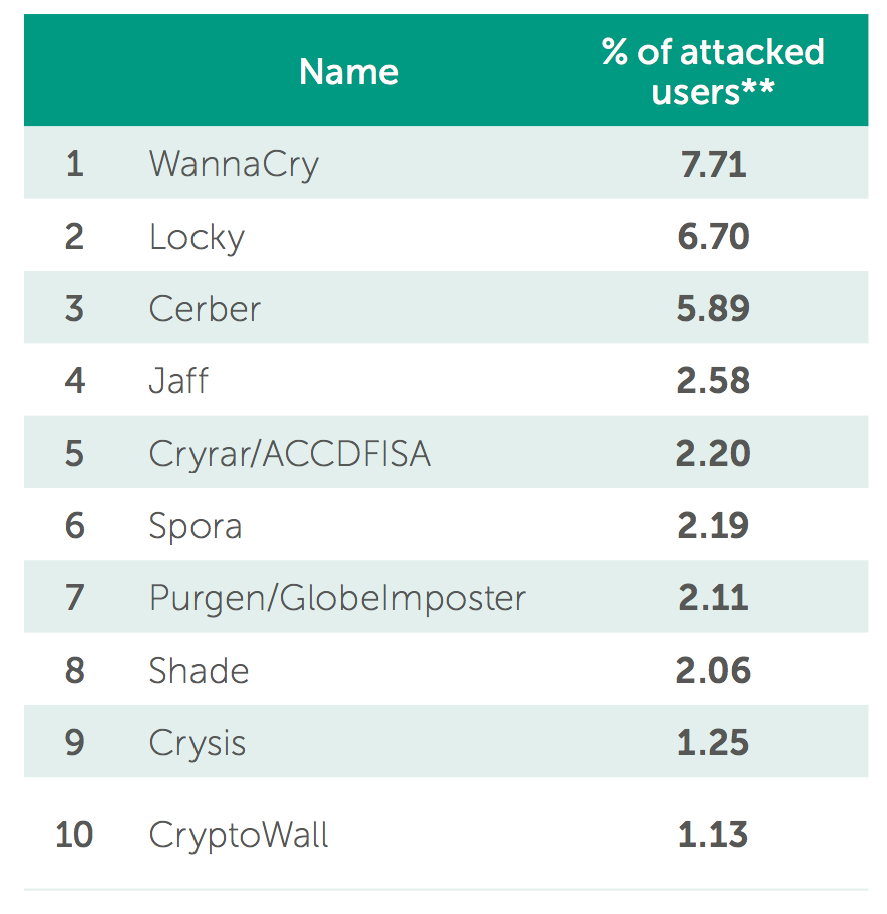 Name % of attacked
users**
1 WannaCry 7.71
2 Locky 6.70
3 Cerber 5.89
4 Jaff 2.58
5 Cryrar/ACCDFISA 2.20
6 Spora 2.19
7 Purgen/GlobeImposter 2.11
8 Shade 2.06
9 Crysis 1.25
10 CryptoWall 1.13